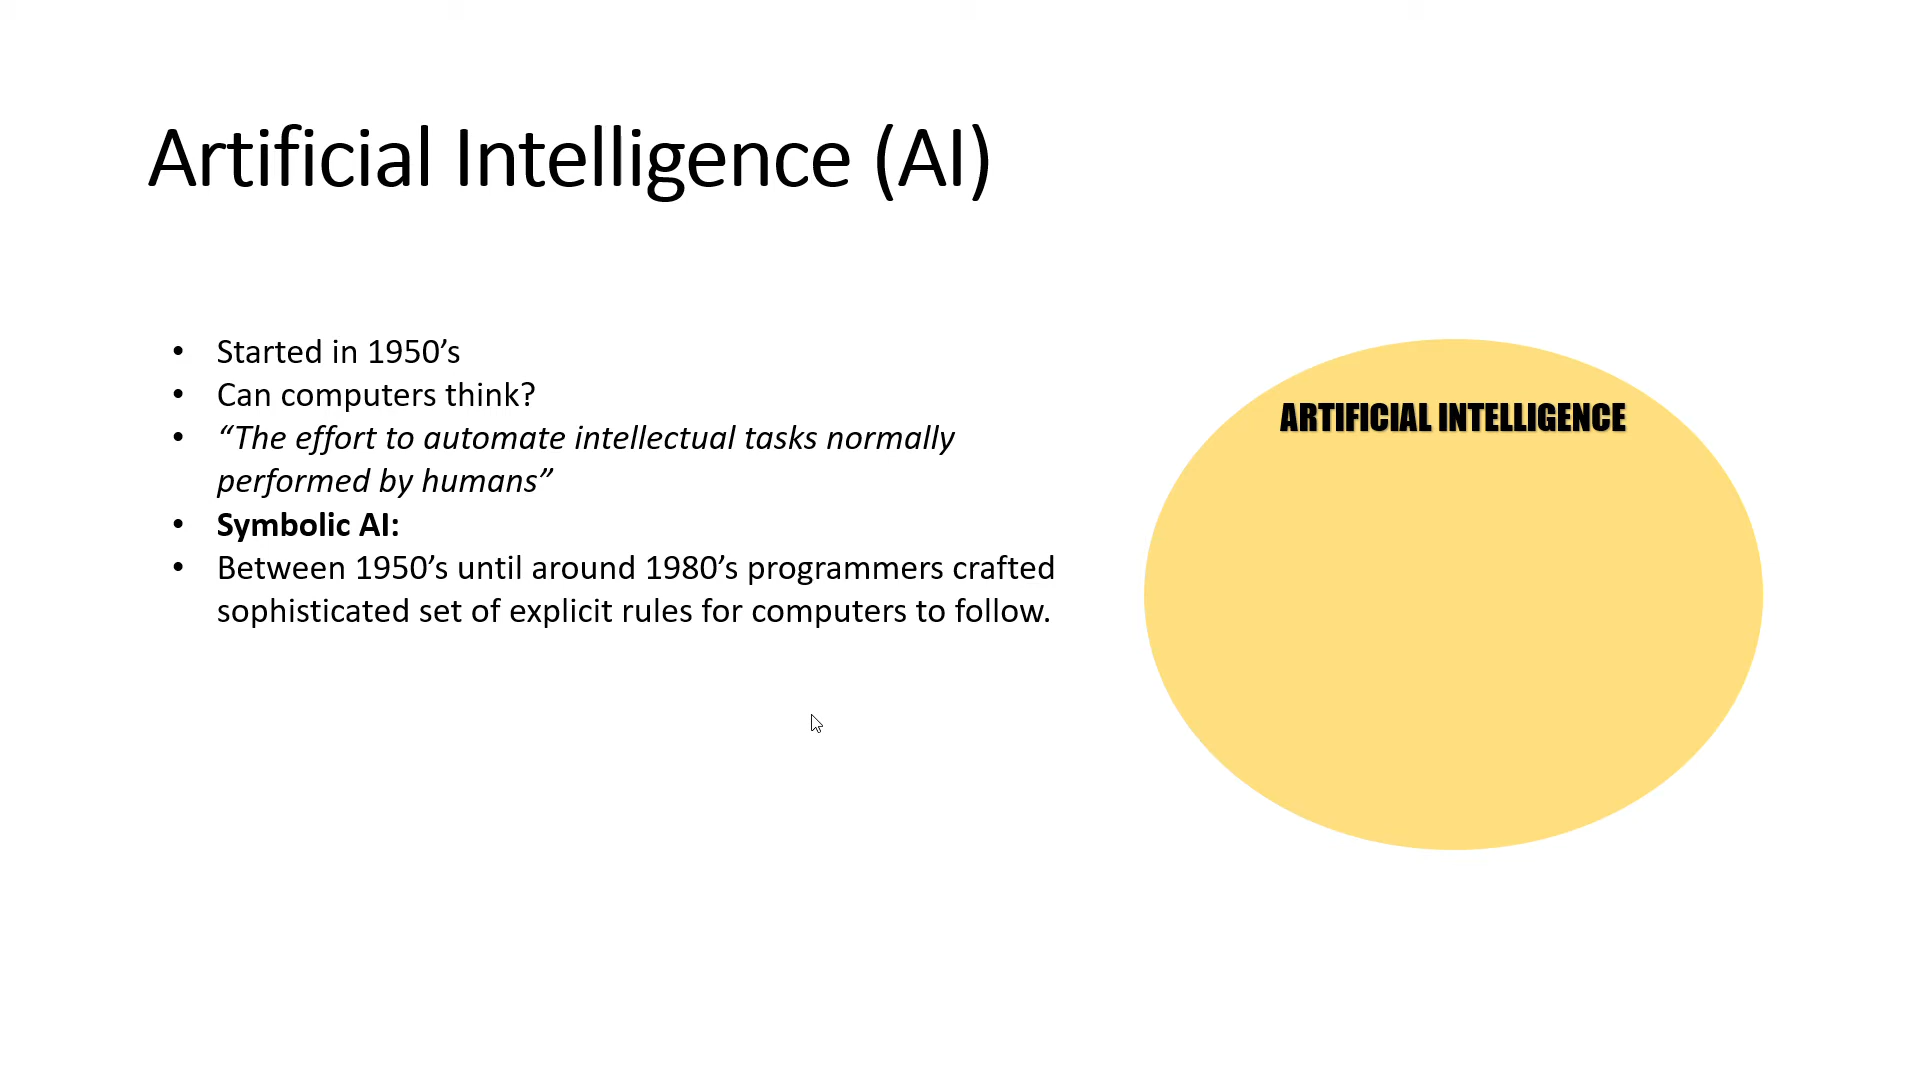 Artificial Intelligence (AI)
• Started in 1950’s
• Can computers think?
• “The effort to automate intellectual tasks normally
performed by humans”
• Symbolic AI:
• Between 1950’s until around 1980’s programmers crafted
sophisticated set of explicit rules for computers to follow.
ARTIFICIAL INTELLIGENCE